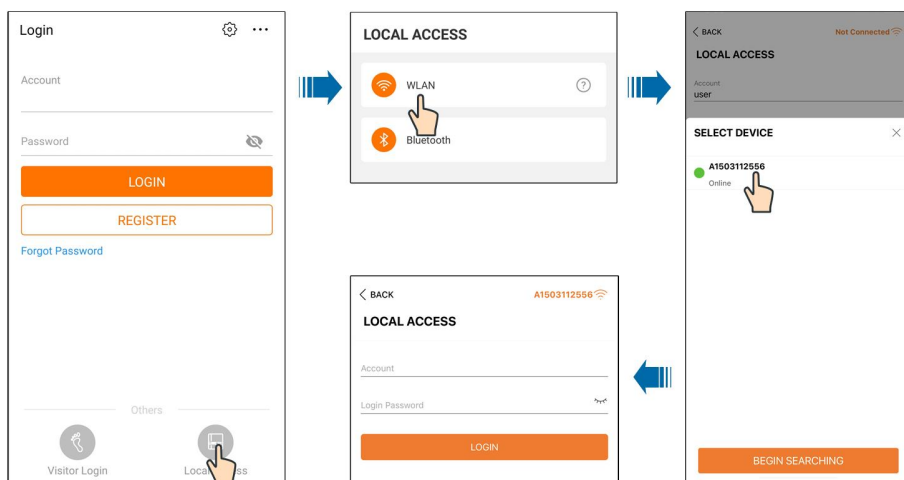 Login
Account
Password
LOGIN
REGISTER
Forgot Password
Others
Visitor Login
LOCAL ACCESS
WLAN
?
Bluetooth
< BACK
Not Connected
LOCAL ACCESS
Account
user
SELECT DEVICE
A1503112556
Online
BEGIN SEARCHING
< BACK
A1503112556
LOCAL ACCESS
Account
Login Password
LOGIN